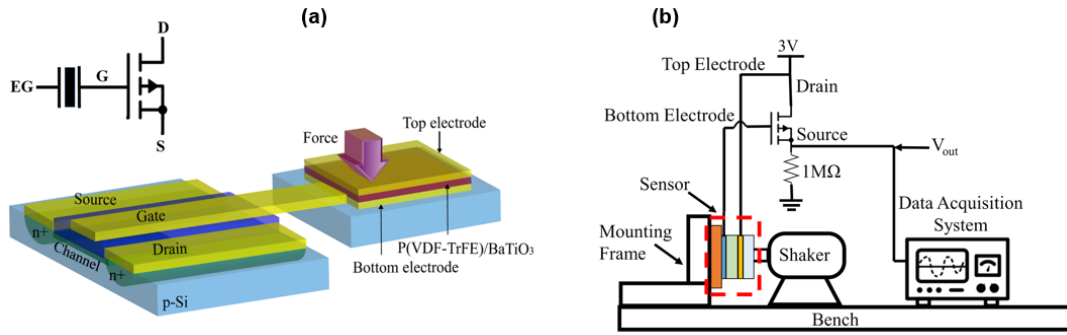 (a)
D
EG
G
S
Force
Top electrode
Source
Gate
Drain
n+
Channel
n+
p-Si
P(VDF-TrFE)/BaTiO₃
Bottom electrode
(b)
3V
Top Electrode
Drain
Bottom Electrode
Source
Vout
1MΩ
Sensor
Data Acquisition
System
Mounting
Frame
Shaker
Bench